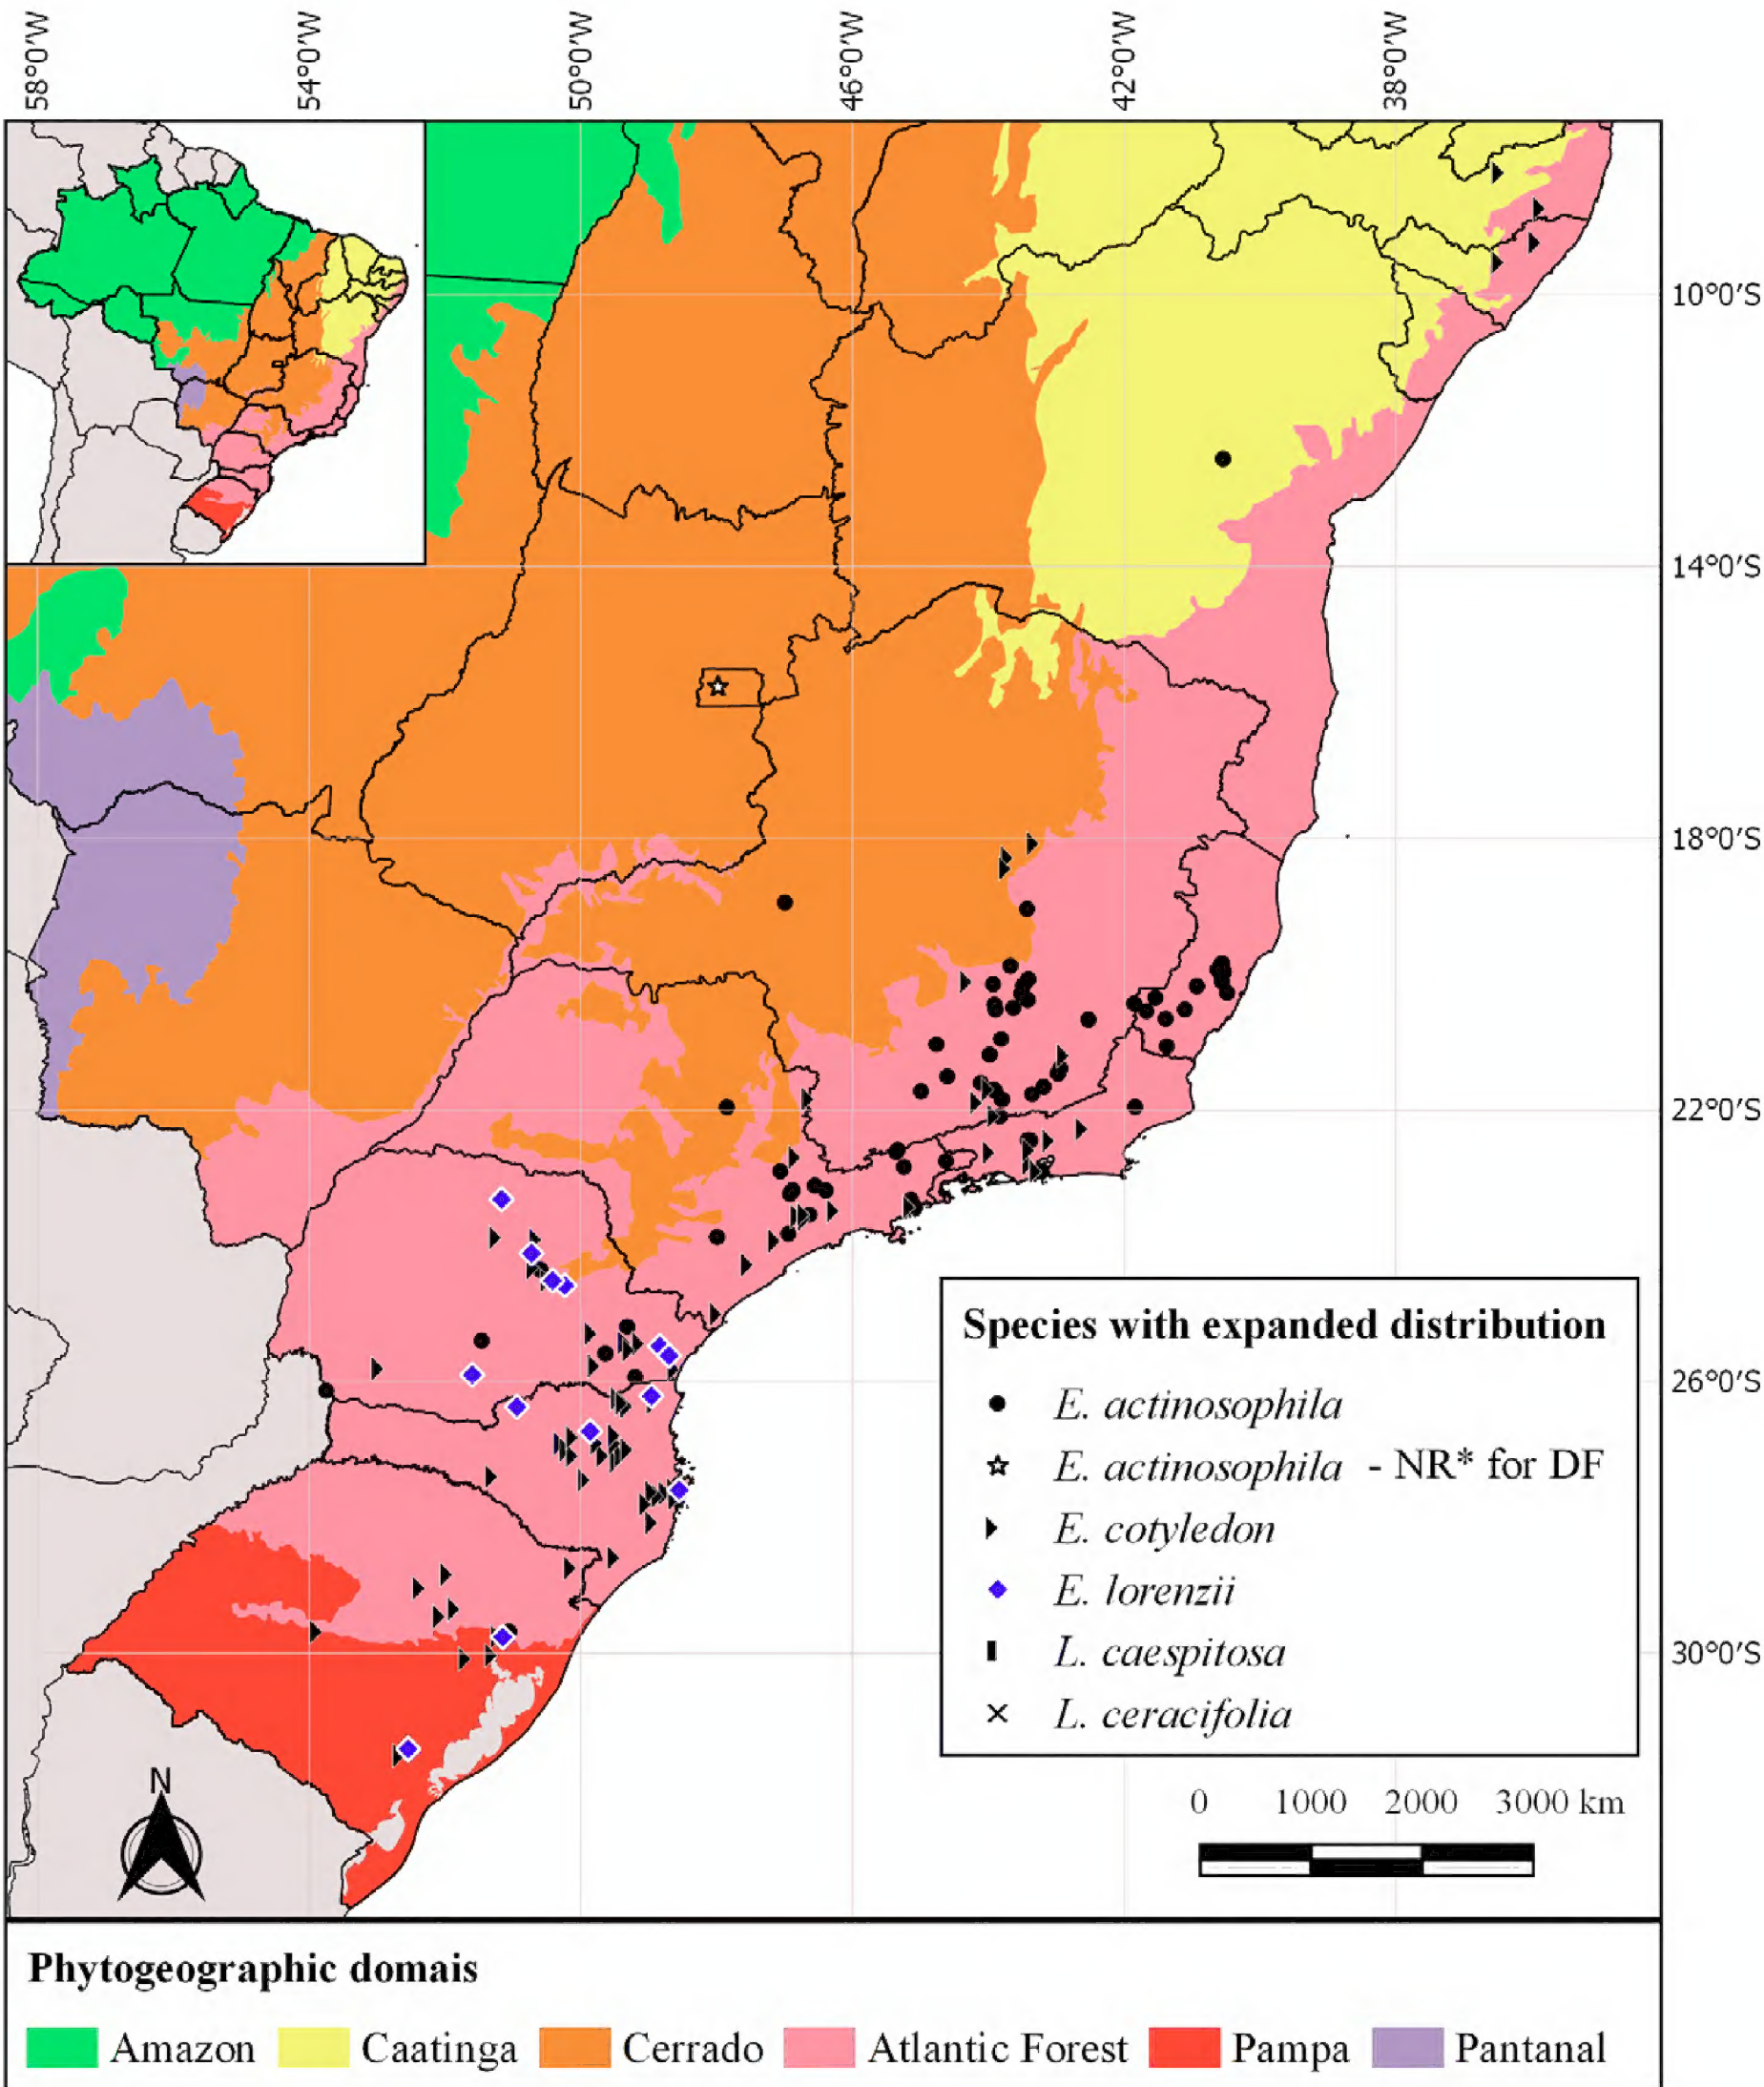 58°0'W
54°0'W
50°0'W
46°0'W
42°0'W
38°0'W
10°0'S
14°0'S
18°0'S
22°0'S
26°0'S
30°0'S
Species with expanded distribution
E. actinosophila
E. actinosophila - NR* for DF
E. cotyledon
E. lorenzii
L. caespitosa
L. ceracifolia
0 1000 2000 3000 km
N
Phytogeographic domais
Amazon Caatinga Cerrado Atlantic Forest Pampa Pantanal